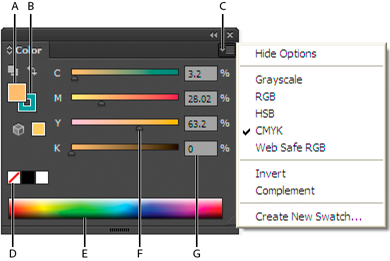 A B C
Color
Hide Options
C 3.2 %
Grayscale
M 28.02 %
RGB
HSB
Y 63.2 %
CMYK
K 0 %
Web Safe RGB
Invert
Complement
Create New Swatch...
D E F G